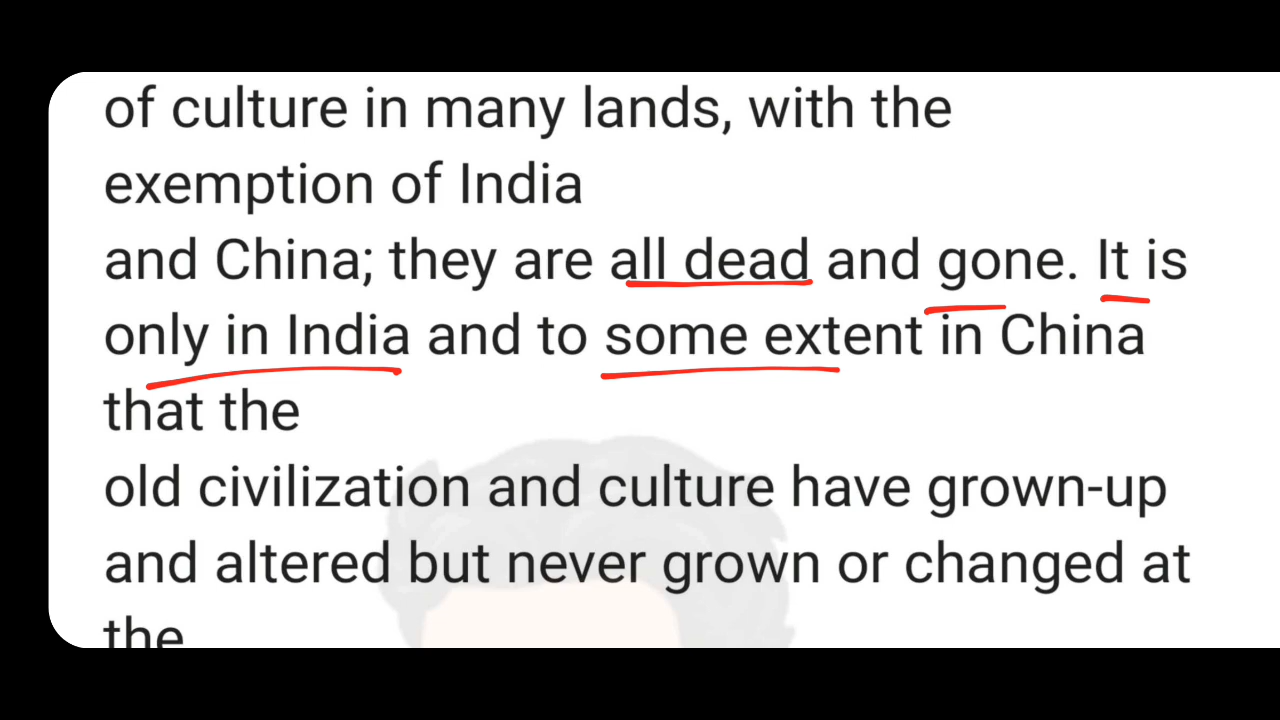 of culture in many lands, with the
exemption of India
and China; they are all dead and gone. It is
only in India and to some extent in China
that the
old civilization and culture have grown-up
and altered but never grown or changed at
the